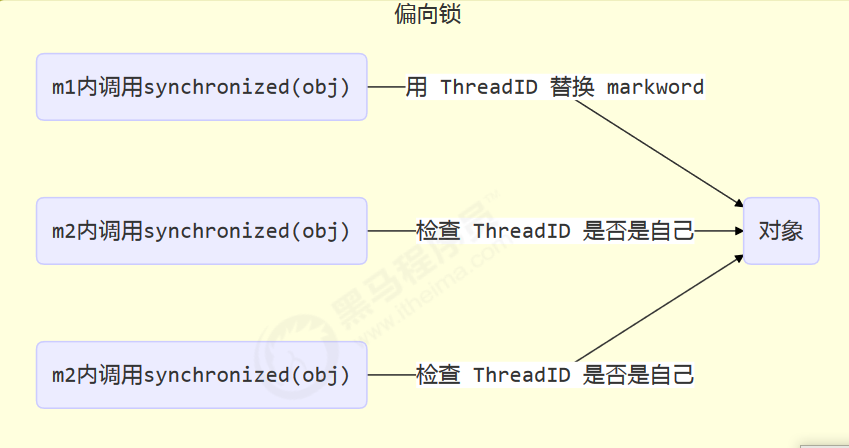 偏向锁
m1内调用synchronized(obj)
用 ThreadID 替换 markword
m2内调用synchronized(obj)
检查 ThreadID 是否是自己
对象
m2内调用synchronized(obj)
检查 ThreadID 是否是自己
黑马程序员™
www.itheima.com